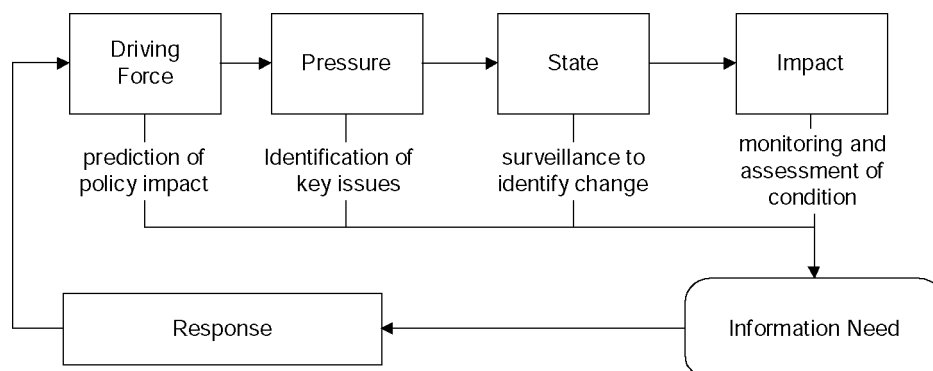 Driving
Force
Pressure
State
Impact
prediction of
policy impact
Identification of
key issues
surveillance to
identify change
monitoring and
assessment of
condition
Response
Information Need